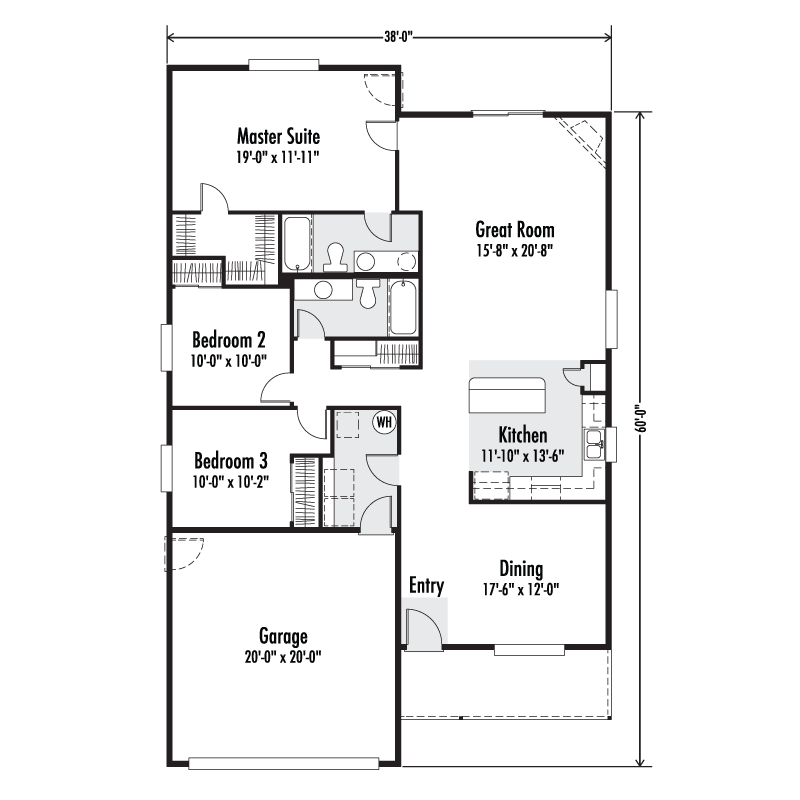 38'-0"
Master Suite
19'-0" x 11'-11"
Great Room
15'-8" x 20'-8"
Bedroom 2
10'-0" x 10'-0"
60'-0"
WH
Kitchen
11'-10" x 13'-6"
Bedroom 3
10'-0" x 10'-2"
Dining
17'-6" x 12'-0"
Entry
Garage
20'-0" x 20'-0"